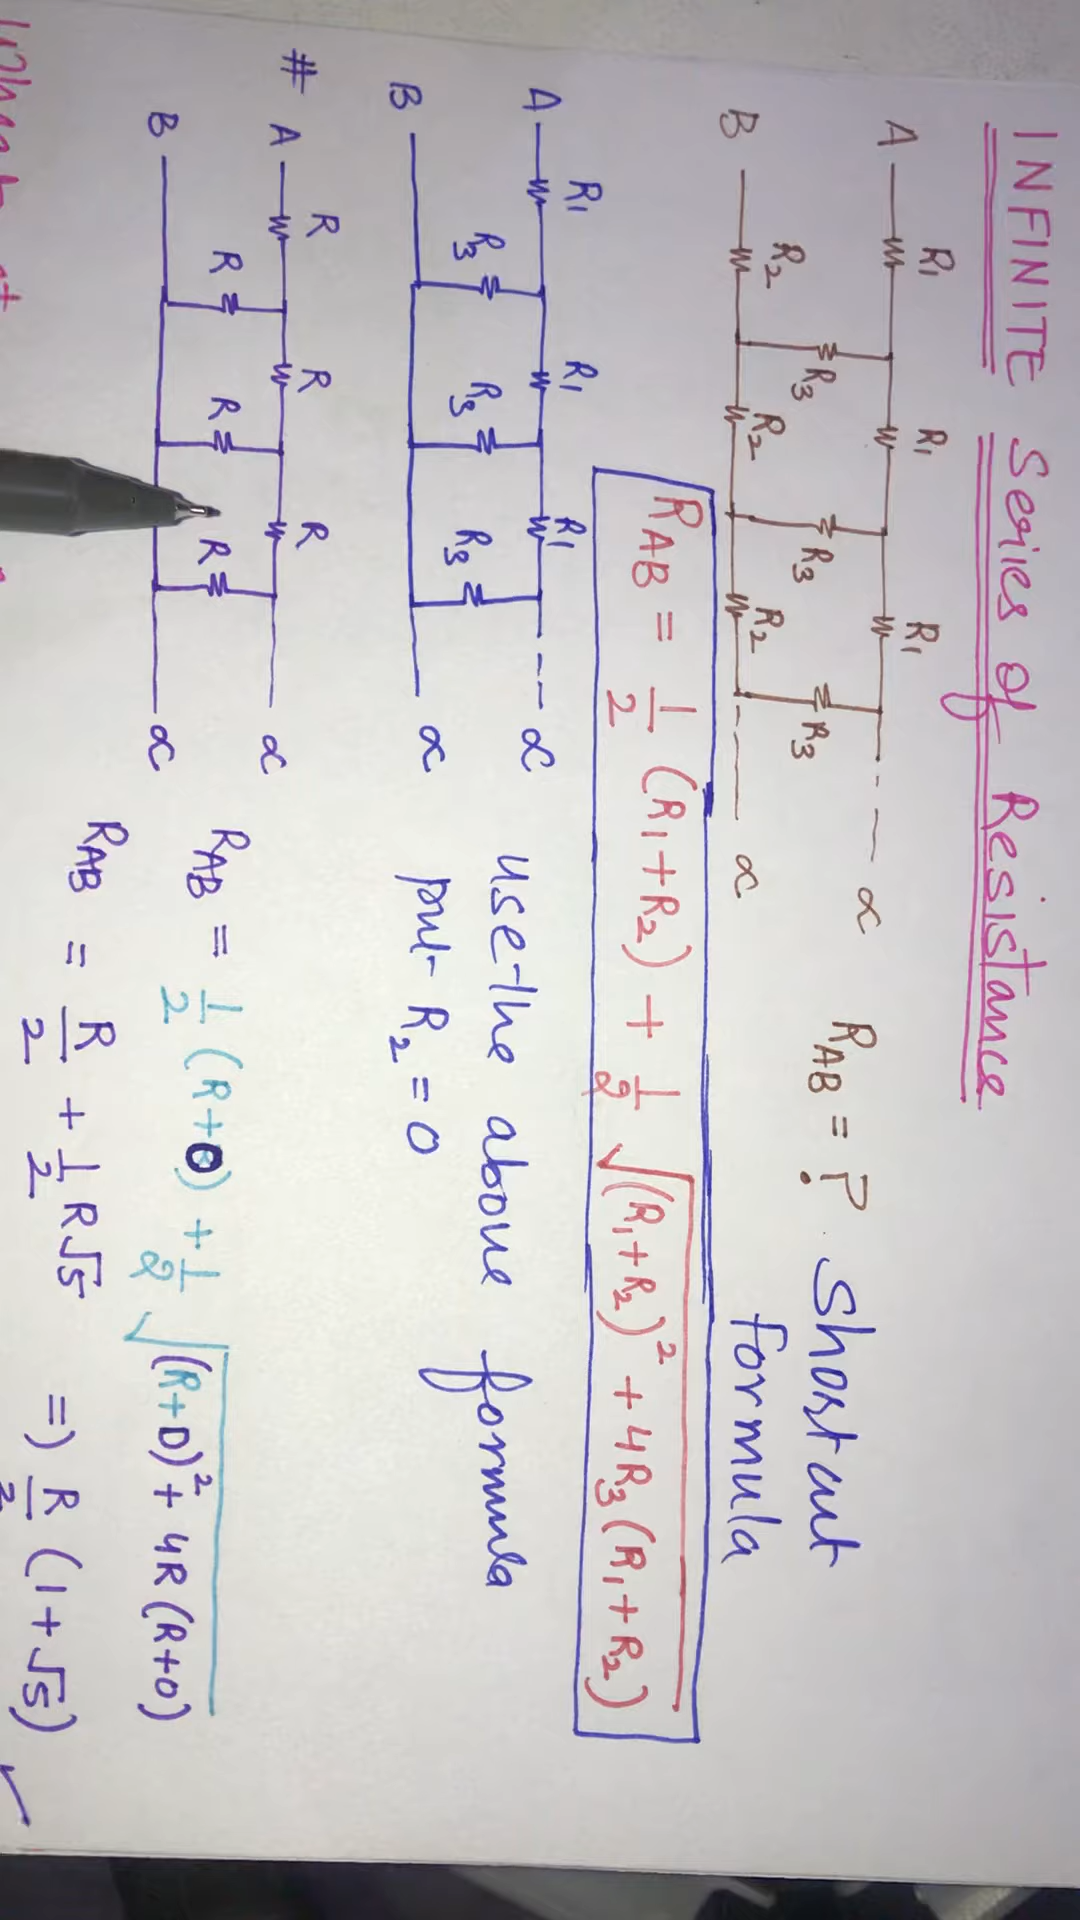 INFINITE Series of Resistance
A R1 R1 R1 ∝
R3 R3 R3
B R2 R2 R2 ∝
RAB = ? Shortcut
formula
RAB = 1/2 (R1+R2) + 1/2 √(R1+R2)² + 4R3(R1+R2)
A R1 R1 R1 ∝
R3 R3 R3
B ∝
use the above formula
put R2 = 0
# A R R R ∝
R R R
B ∝
RAB = 1/2 (R+0) + 1/2 √(R+0)² + 4R(R+0)
RAB = R/2 + 1/2 R√5 ⇒ R/2 (1+√5)